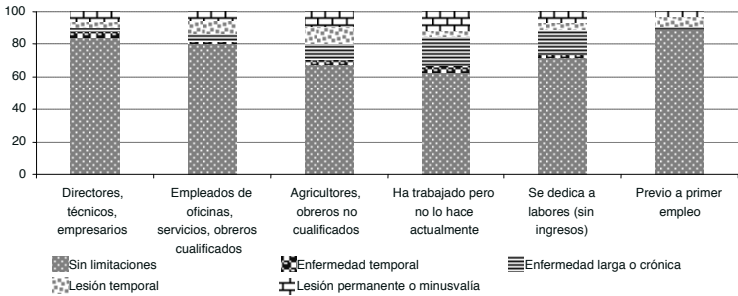 100
80
60
40
20
0
Directores,
técnicos,
empresarios
Empleados de
oficinas,
servicios, obreros
cualificados
Agricultores,
obreros no
cualificados
Ha trabajado pero
no lo hace
actualmente
Se dedica a
labores (sin
ingresos)
Previo a primer
empleo
Sin limitaciones
Enfermedad temporal
Enfermedad larga o crónica
Lesión temporal
Lesión permanente o minusvalía